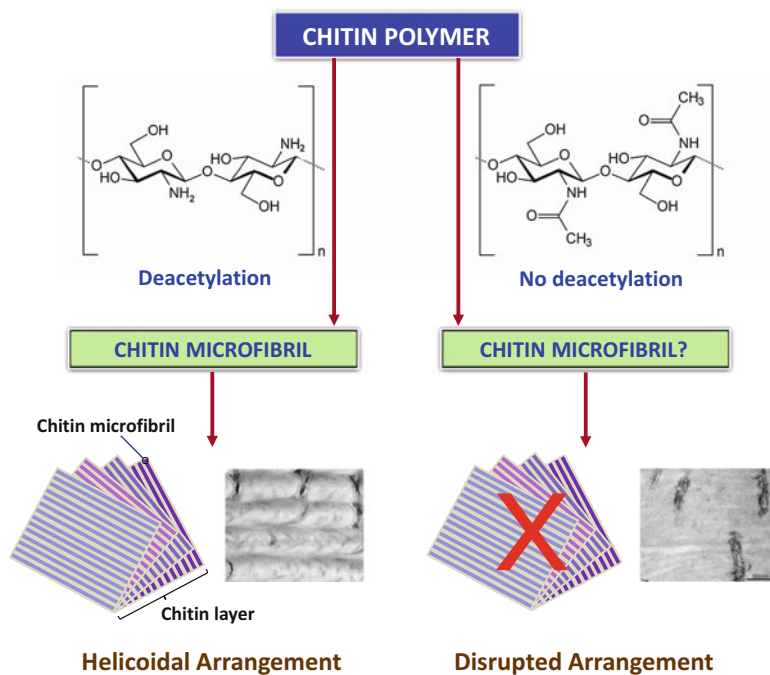 CHITIN POLYMER
OH
O
HO
NH2
O
HO
NH2
O
OH
n
Deacetylation
OH
O
HO
NH
O
CH3
O
HO
O
CH3
NH
O
OH
n
No deacetylation
CHITIN MICROFIBRIL
CHITIN MICROFIBRIL?
Chitin microfibril
Chitin layer
X
Helicoidal Arrangement
Disrupted Arrangement